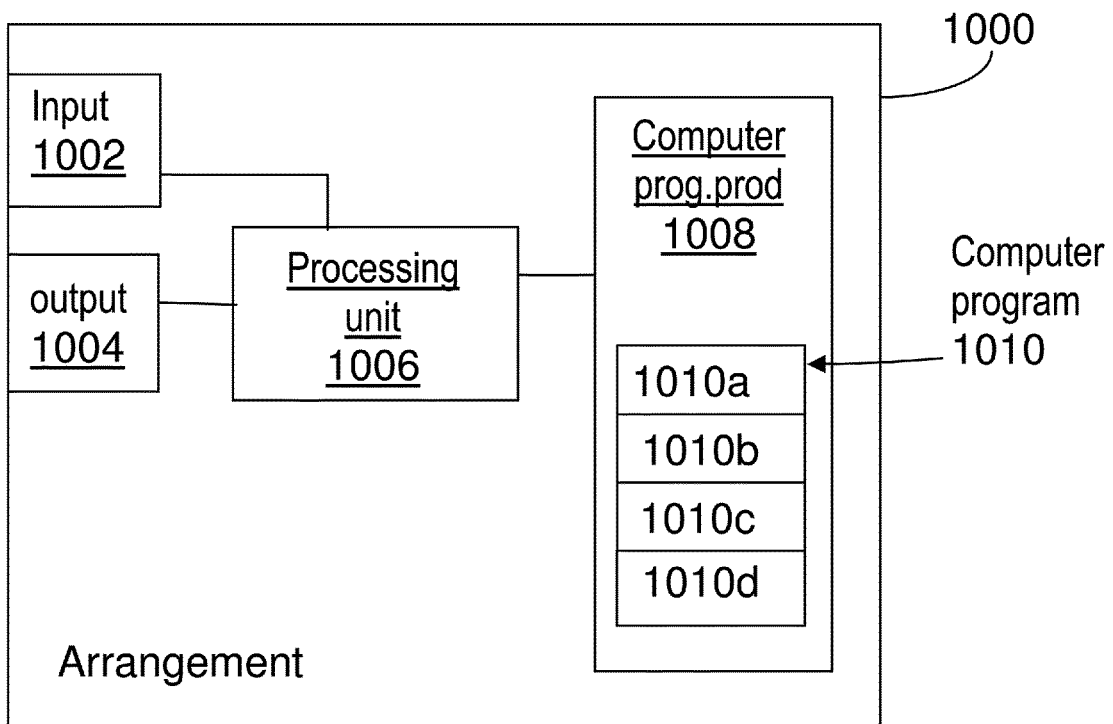 1000
Input
1002
output
1004
Processing
unit
1006
Computer
prog.prod
1008
Computer
program
1010
1010a
1010b
1010c
1010d
Arrangement